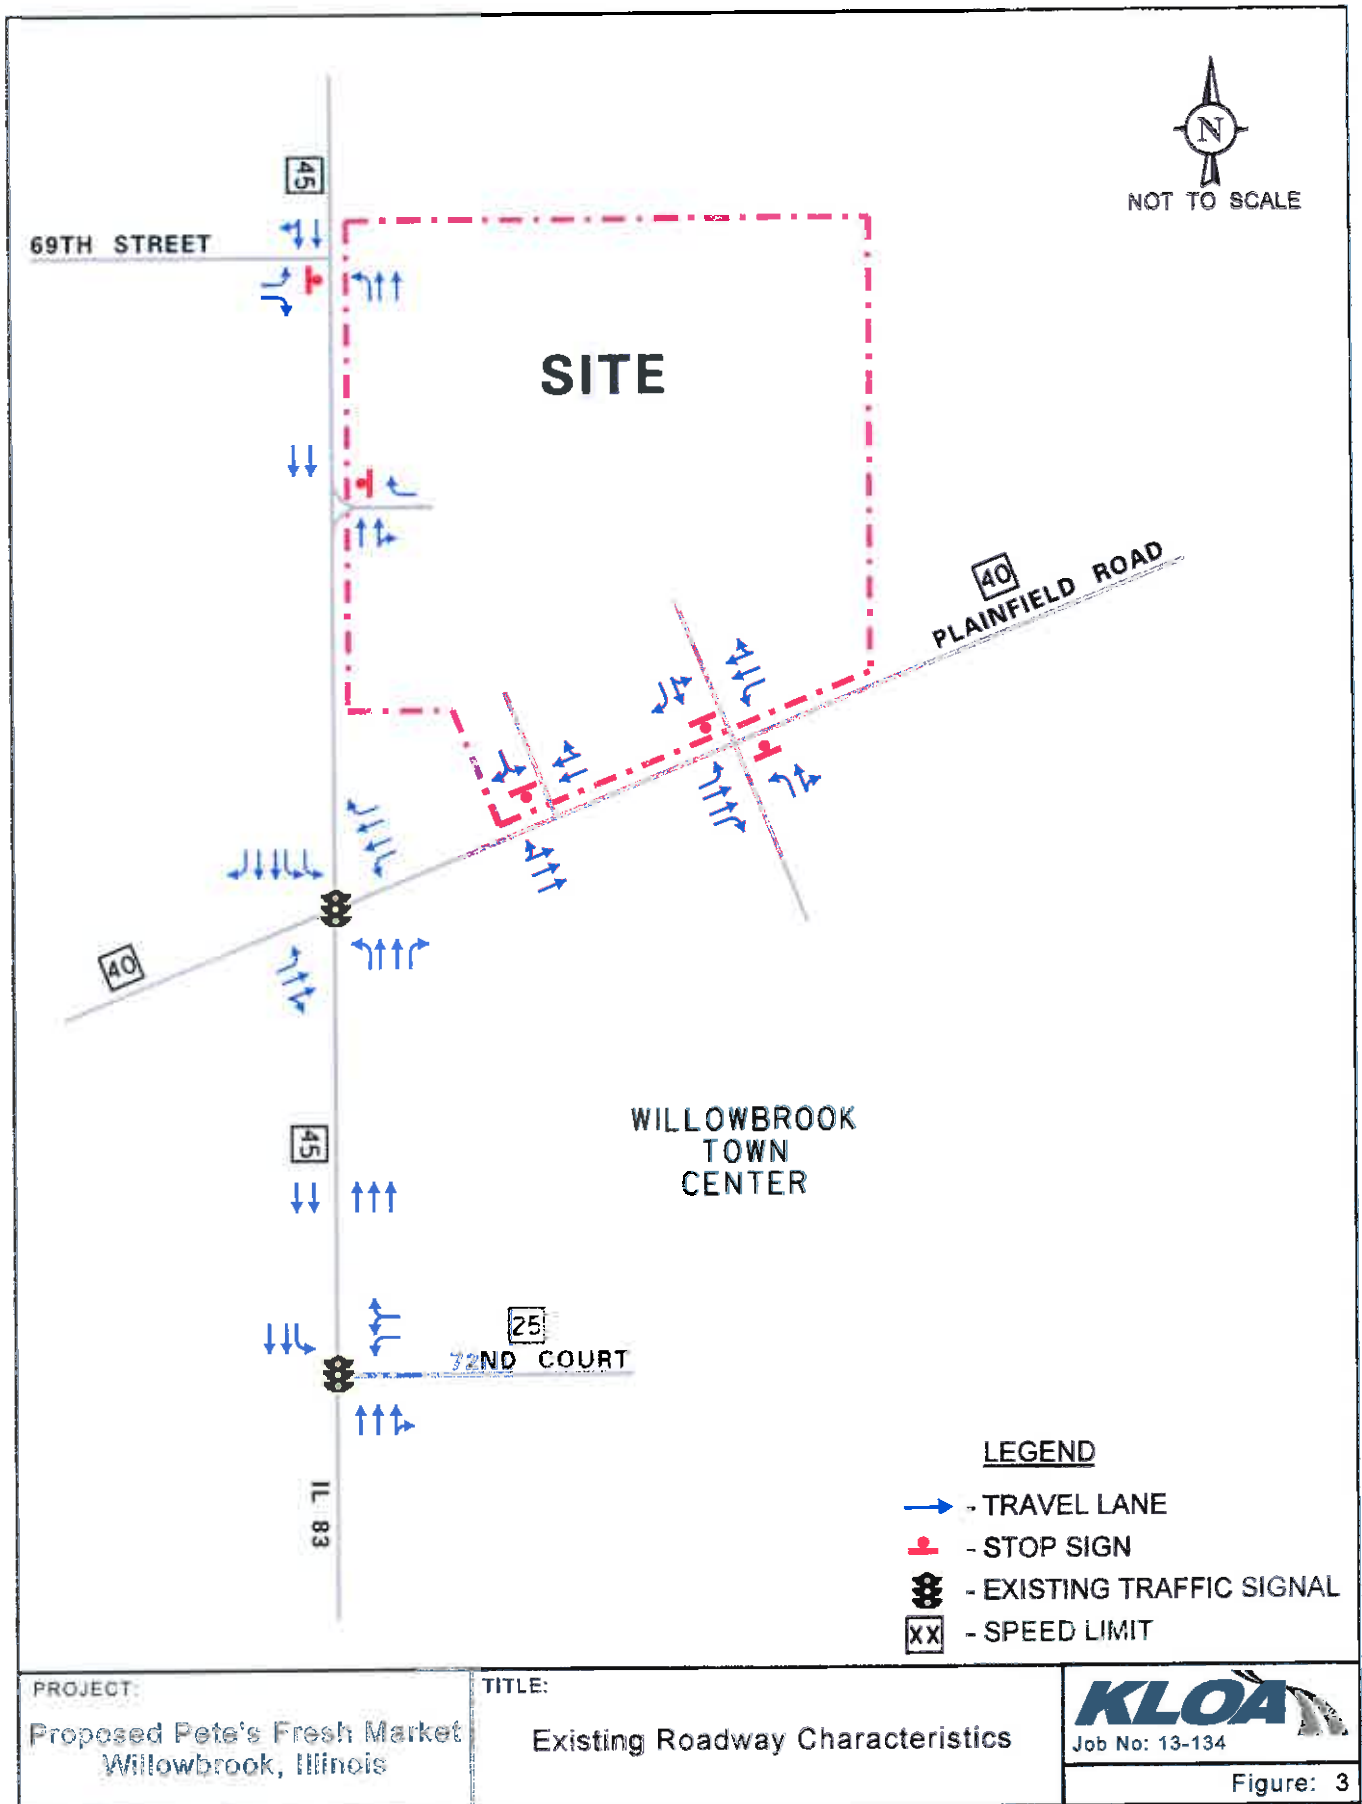 N
NOT TO SCALE
45
69TH STREET
SITE
40
PLAINFIELD ROAD
40
45
WILLOWBROOK
TOWN
CENTER
25
72ND COURT
IL 83
LEGEND
- TRAVEL LANE
- STOP SIGN
- EXISTING TRAFFIC SIGNAL
XX - SPEED LIMIT
PROJECT:
Proposed Pete's Fresh Market
Willowbrook, Illinois
TITLE:
Existing Roadway Characteristics
KLOA
Job No: 13-134
Figure: 3